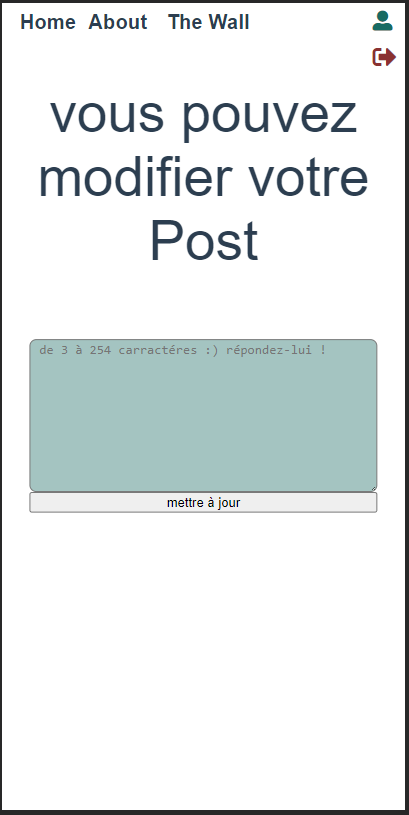 Home About The Wall
vous pouvez
modifier votre
Post
de 3 à 254 carractéres :) répondez-lui !
mettre à jour